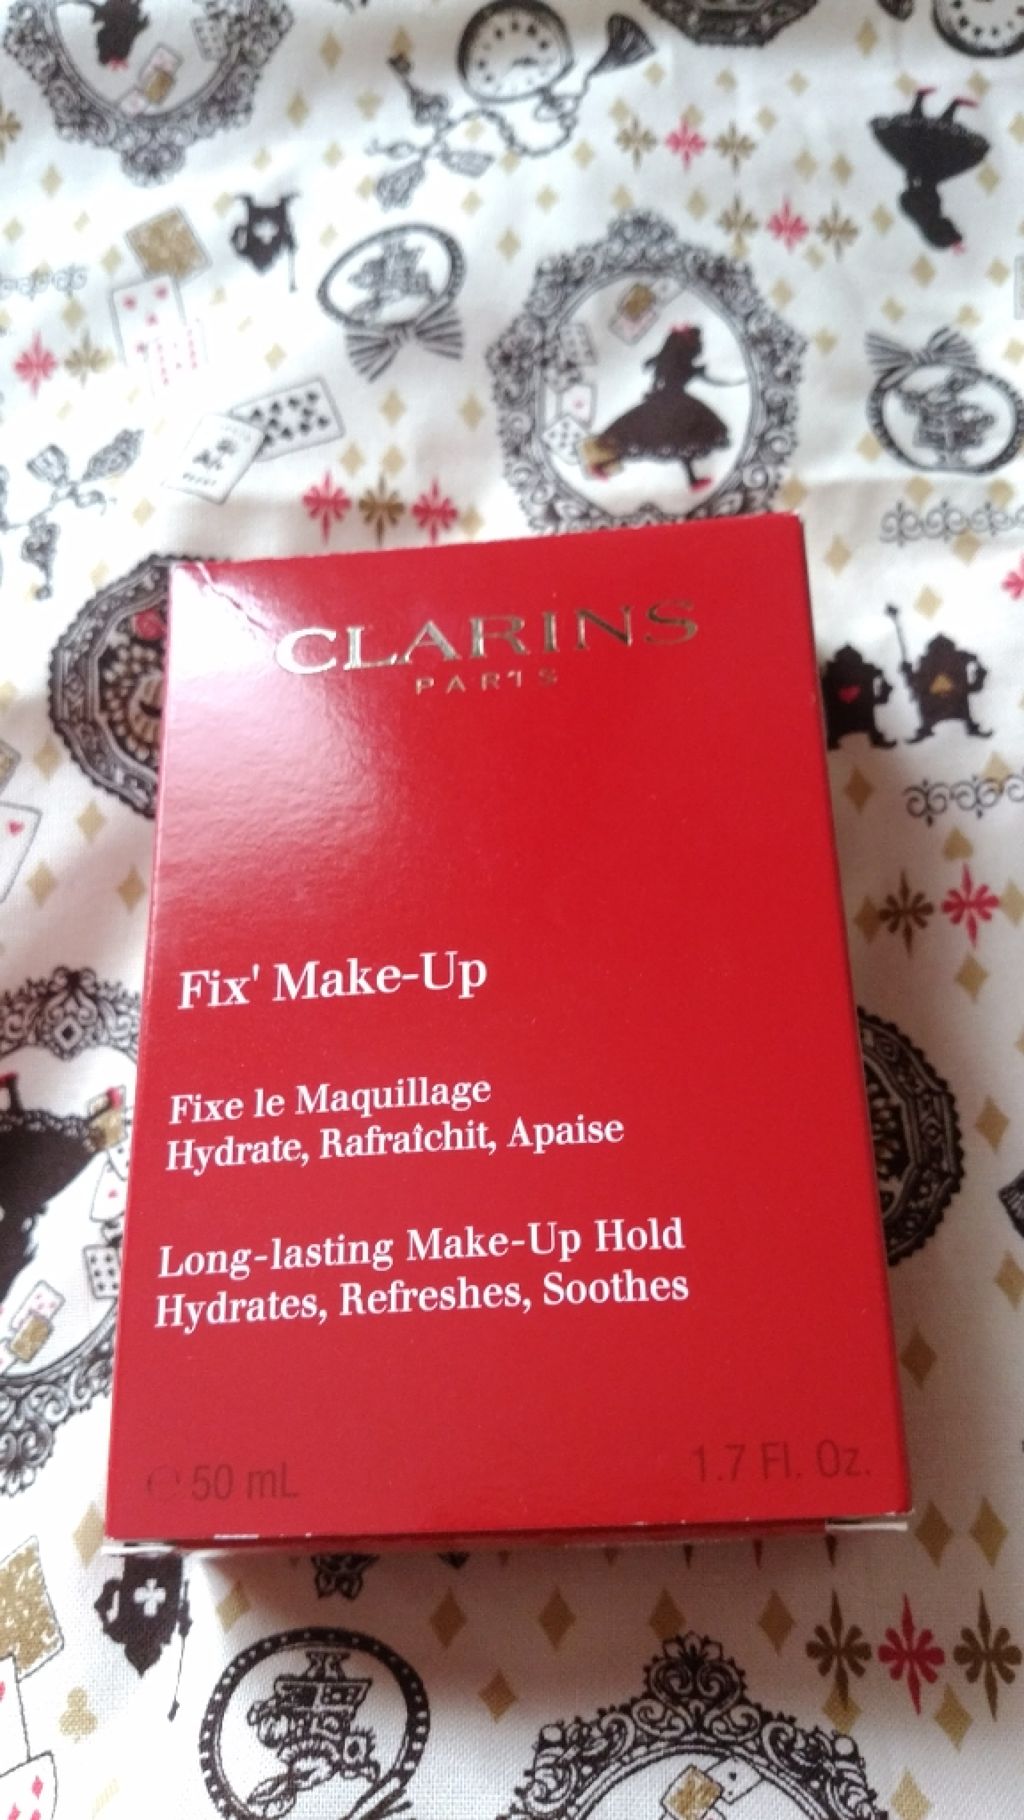 CLARINS
PARIS
Fix' Make-Up
Fixe le Maquillage
Hydrate, Rafraîchit, Apaise
Long-lasting Make-Up Hold
Hydrates, Refreshes, Soothes
℮ 50 mL 1.7 Fl. Oz.